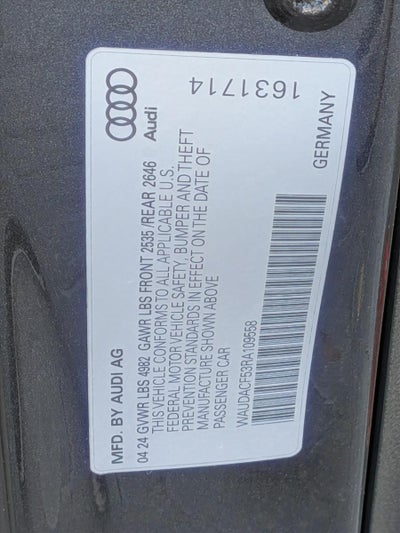 Audi
1631714
MFD. BY AUDI AG
GERMANY
04 24 GVWR LBS 4982 GAWR LBS FRONT 2535 /REAR 2646
THIS VEHICLE CONFORMS TO ALL APPLICABLE U.S.
FEDERAL MOTOR VEHICLE SAFETY, BUMPER AND THEFT
PREVENTION STANDARDS IN EFFECT ON THE DATE OF
MANUFACTURE SHOWN ABOVE
PASSENGER CAR
WAUDACF53RA109558